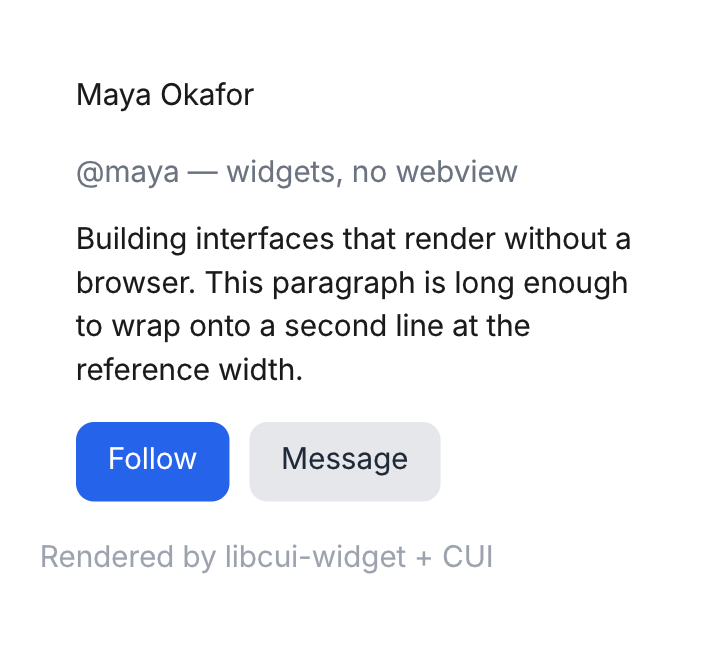 Maya Okafor
@maya — widgets, no webview
Building interfaces that render without a
browser. This paragraph is long enough
to wrap onto a second line at the
reference width.
Follow
Message
Rendered by libcui-widget + CUI